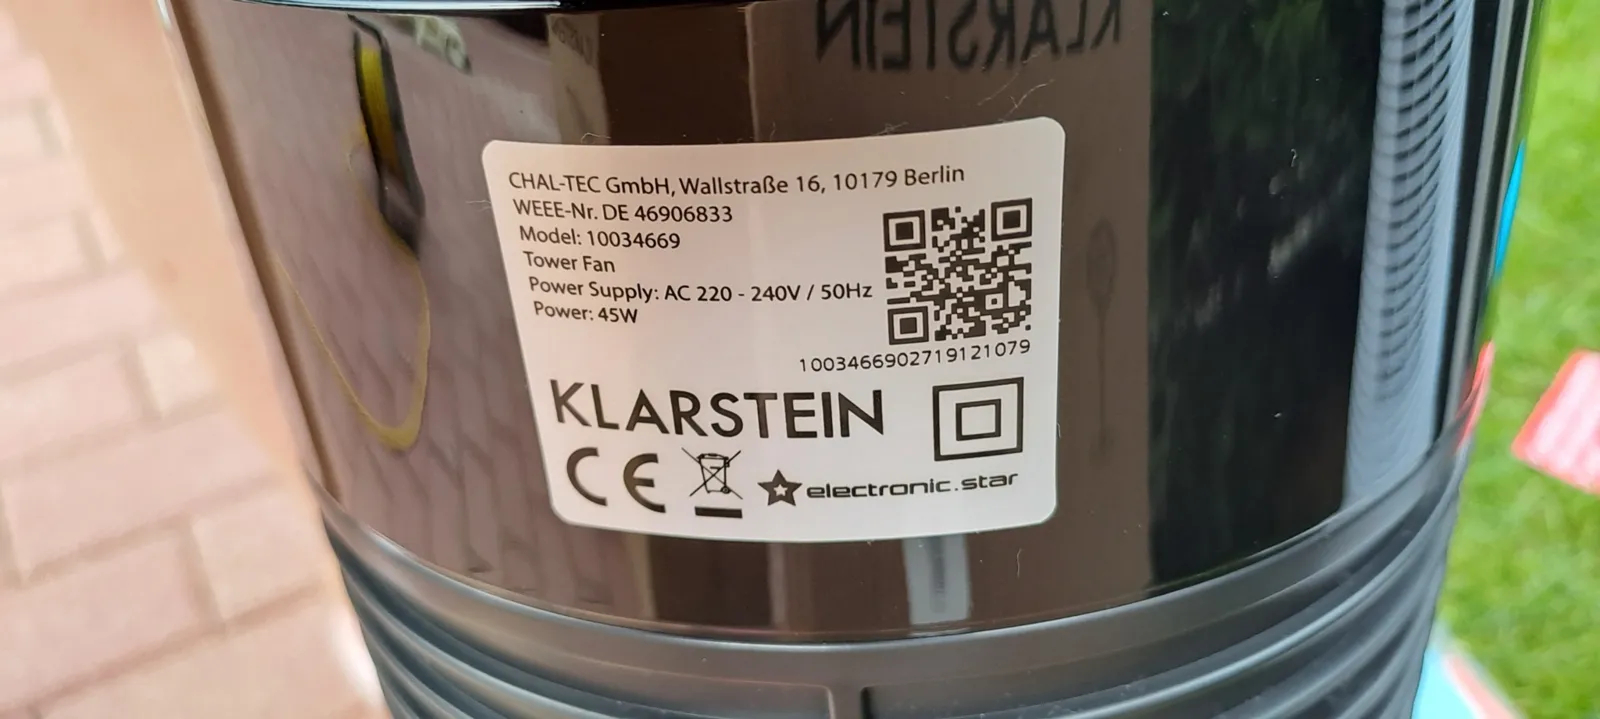 KLARSTEIN
CHAL-TEC GmbH, Wallstraße 16, 10179 Berlin
WEEE-Nr. DE 46906833
Model: 10034669
Tower Fan
Power Supply: AC 220 - 240V / 50Hz
Power: 45W
1003466902719121079
KLARSTEIN
CE
electronic.star